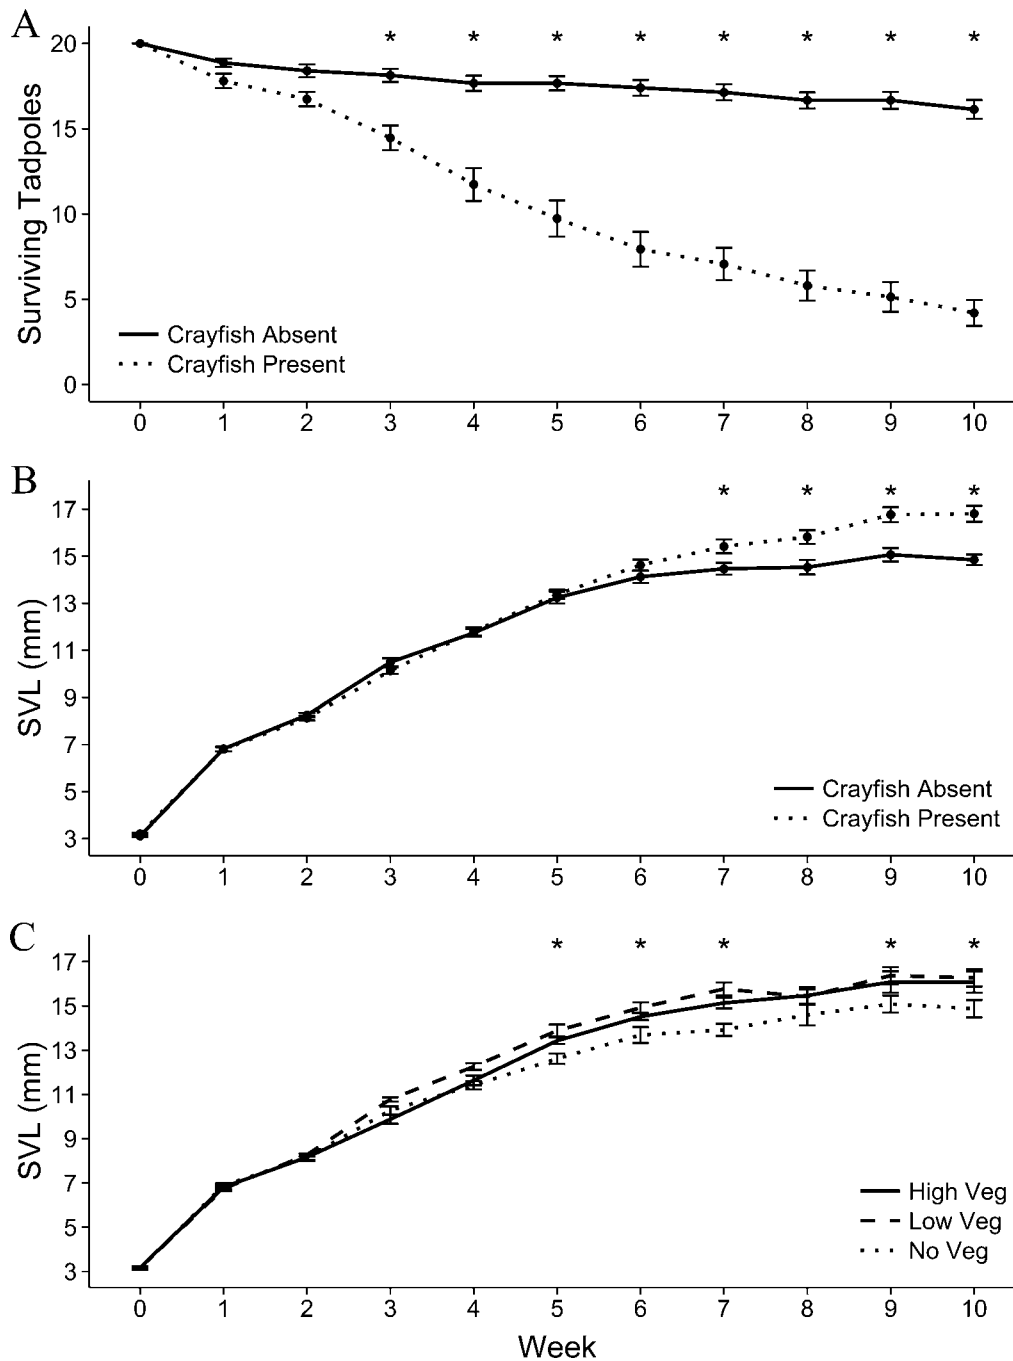 A
* * * * * * * *
20
15
10
5
0
Surviving Tadpoles
Crayfish Absent
Crayfish Present
0 1 2 3 4 5 6 7 8 9 10
B
* * * *
17
15
13
11
9
7
5
3
SVL (mm)
Crayfish Absent
Crayfish Present
0 1 2 3 4 5 6 7 8 9 10
C
* * * * *
17
15
13
11
9
7
5
3
SVL (mm)
High Veg
Low Veg
No Veg
0 1 2 3 4 5 6 7 8 9 10
Week